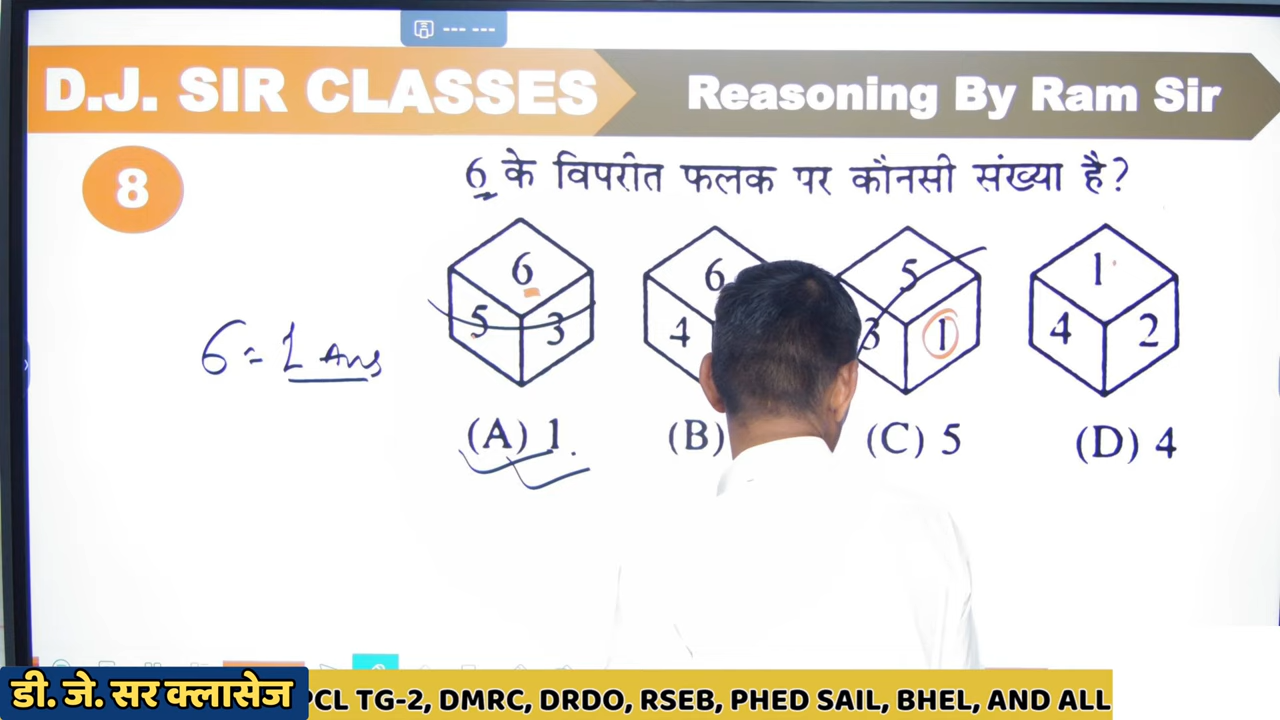 D.J. SIR CLASSES
Reasoning By Ram Sir
8
6 के विपरीत फलक पर कौनसी संख्या है?
6 5 3
6 4
5 3 1
1 4 2
6 = 1 Ans
(A) 1
(B)
(C) 5
(D) 4
डी. जे. सर क्लासेज
PCL TG-2, DMRC, DRDO, RSEB, PHED SAIL, BHEL, AND ALL